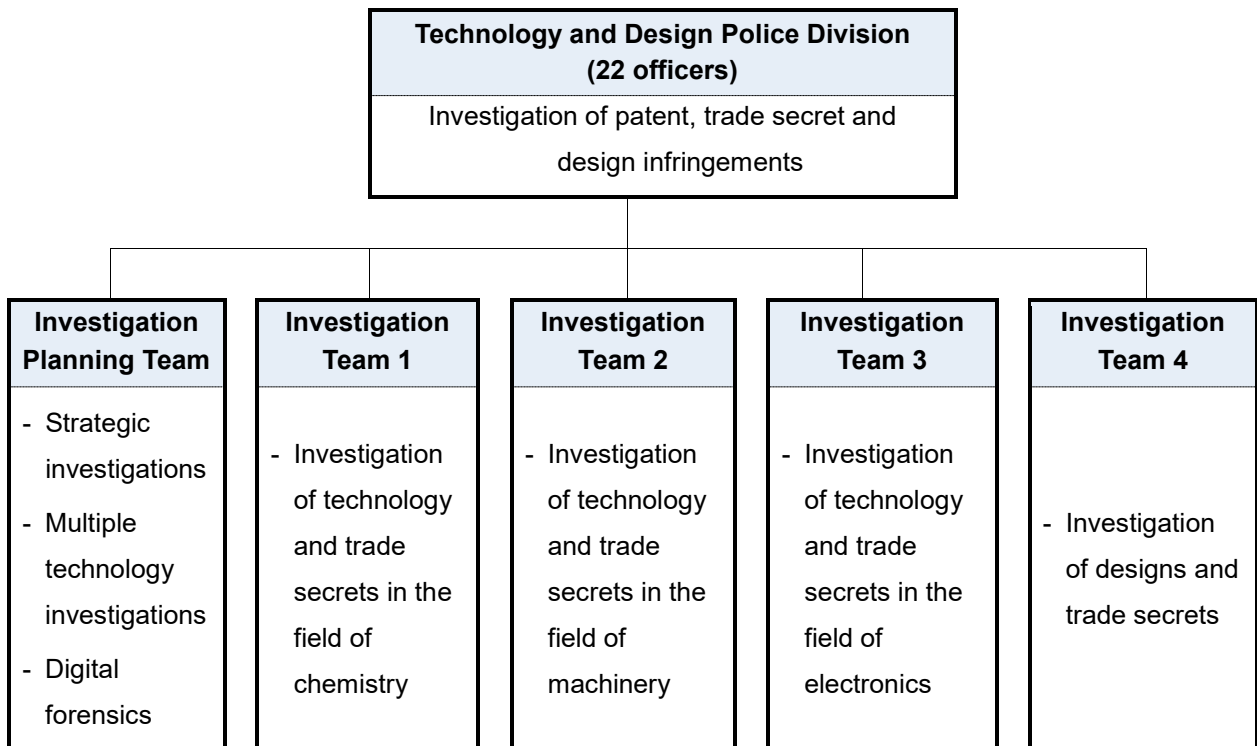 Technology and Design Police Division
(22 officers)
Investigation of patent, trade secret and
design infringements
Investigation
Planning Team
- Strategic
investigations
- Multiple
technology
investigations
- Digital
forensics
Investigation
Team 1
- Investigation
of technology
and trade
secrets in the
field of
chemistry
Investigation
Team 2
- Investigation
of technology
and trade
secrets in the
field of
machinery
Investigation
Team 3
- Investigation
of technology
and trade
secrets in the
field of
electronics
Investigation
Team 4
- Investigation
of designs and
trade secrets